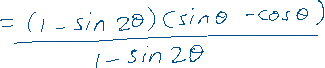 = (1 - sin 2θ)(sinθ - cosθ)
1 - sin 2θ